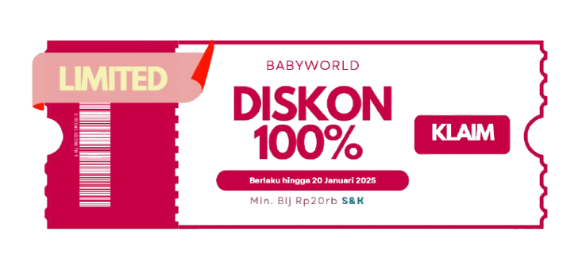 LIMITED
BABYWORLD
DISKON
100%
KLAIM
Berlaku hingga 20 Januari 2025
Min. Blj Rp20rb S&K